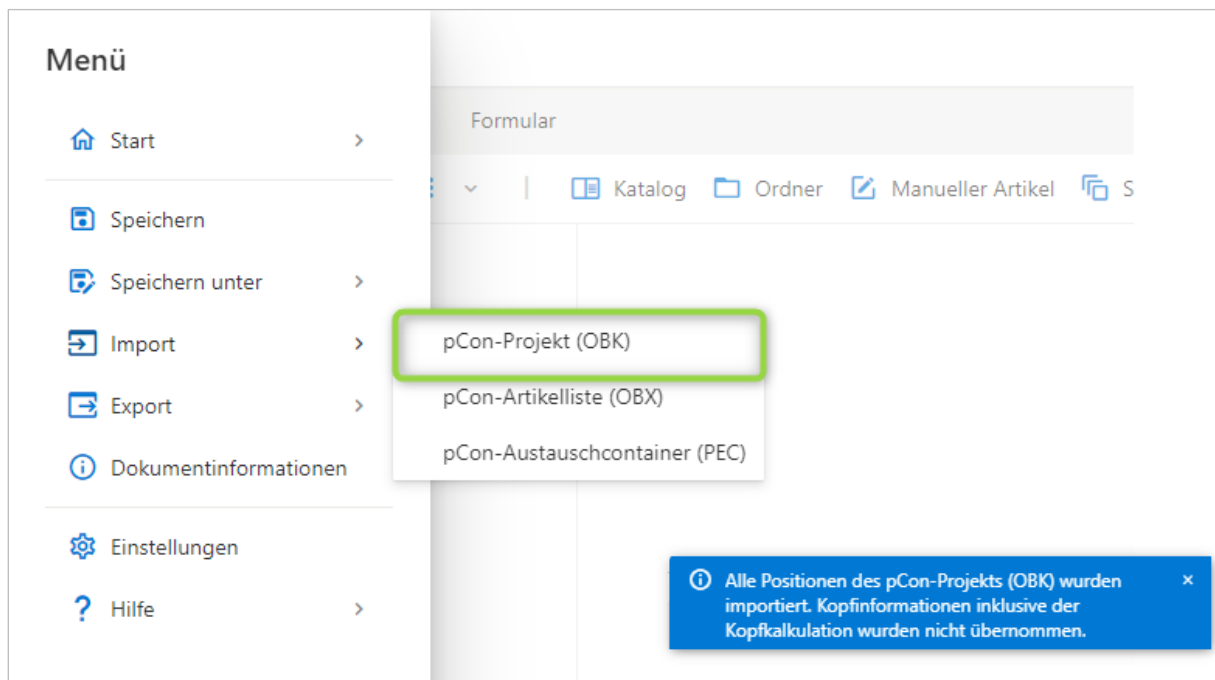 Menü
Start
Formular
Katalog Ordner Manueller Artikel S
Speichern
Speichern unter
Import
pCon-Projekt (OBK)
Export
pCon-Artikelliste (OBX)
pCon-Austauschcontainer (PEC)
Dokumentinformationen
Einstellungen
Hilfe
Alle Positionen des pCon-Projekts (OBK) wurden
importiert. Kopfinformationen inklusive der
Kopfkalkulation wurden nicht übernommen.